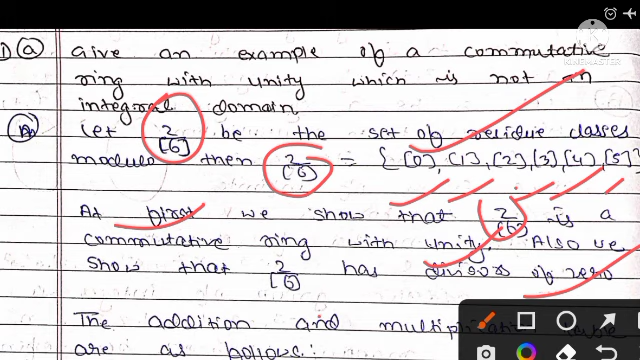 1) a) Give an example of a commutative
ring with unity which is not an
integral domain
Ans Let Z/(6) be the set of residue classes
modulo then Z/(6) = { [0], [1], [2], [3], [4], [5] }
At first we show that Z/(6) is a
commutative ring with unity. Also we
show that Z/(6) has divisors of zero
The addition and
are as follows:
KINEMASTER